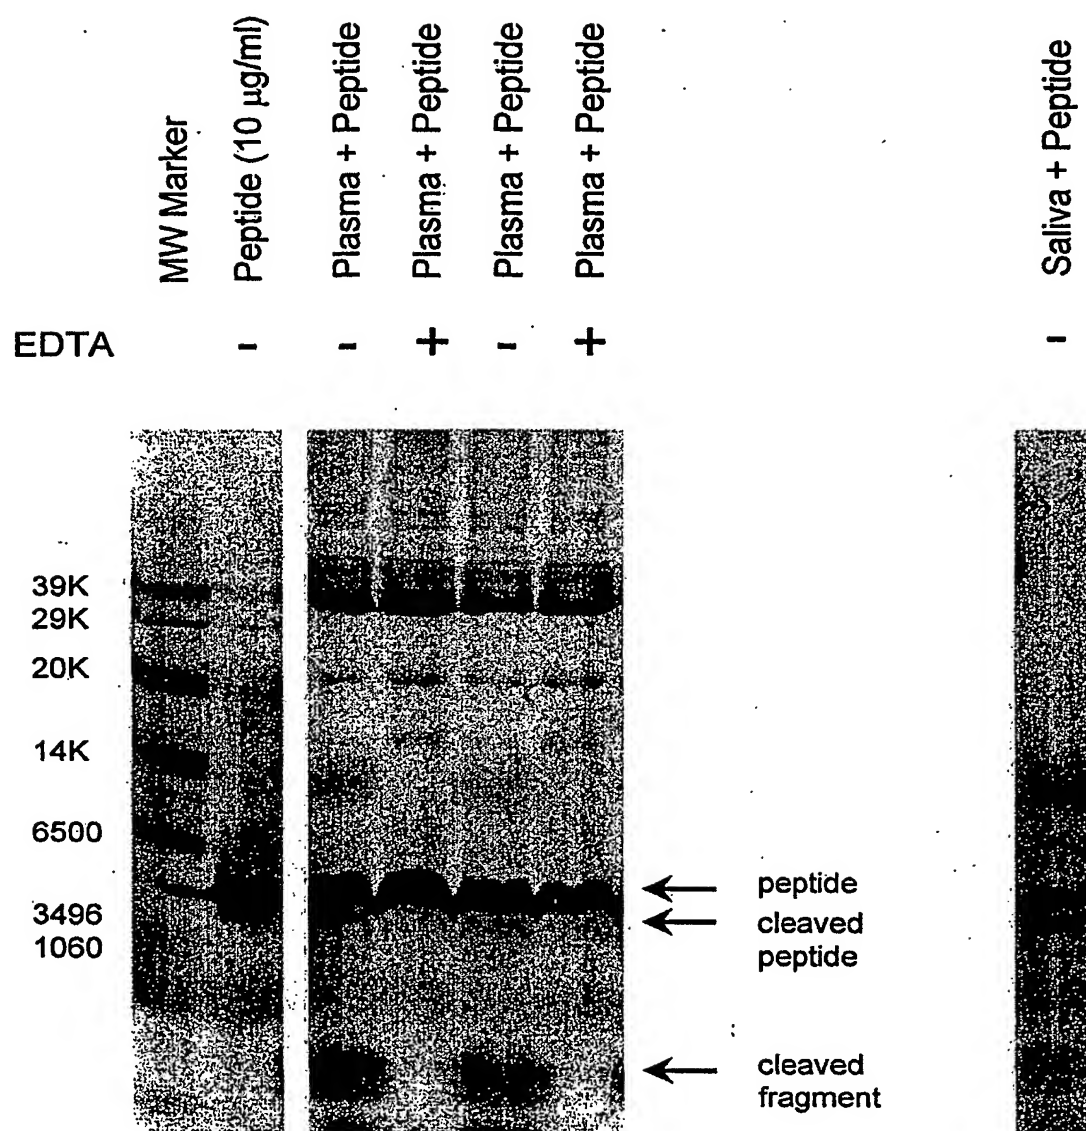 MW Marker
Peptide (10 µg/ml)
Plasma + Peptide
Plasma + Peptide
Plasma + Peptide
Plasma + Peptide
Saliva + Peptide
EDTA - - + - + -
39K
29K
20K
14K
6500
3496
1060
peptide
cleaved
peptide
cleaved
fragment